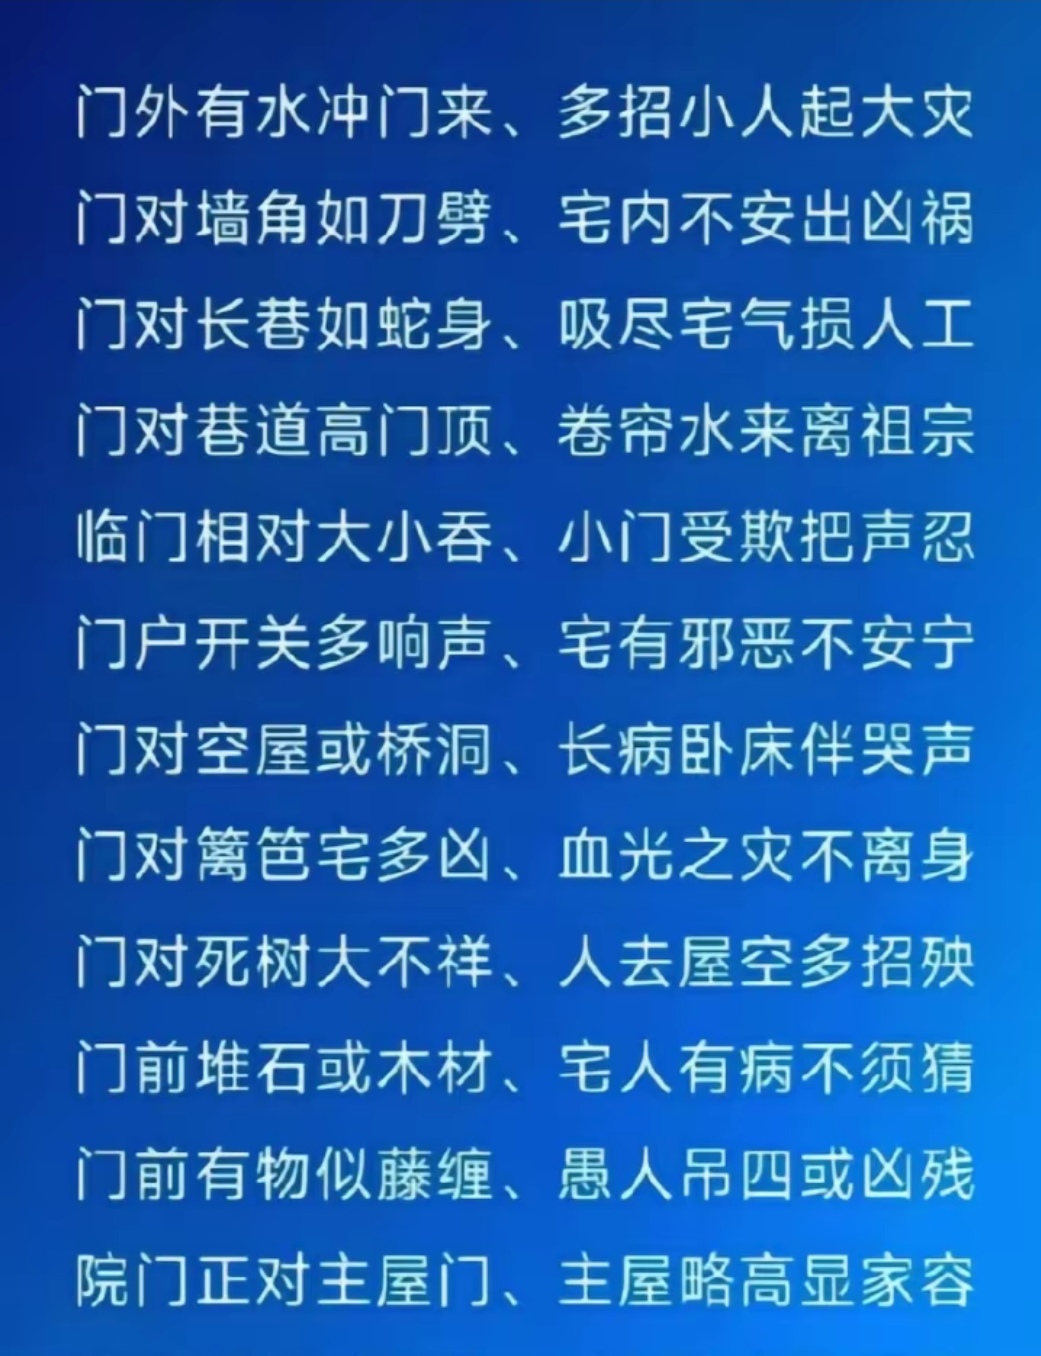 门外有水冲门来、多招小人起大灾
门对墙角如刀劈、宅内不安出凶祸
门对长巷如蛇身、吸尽宅气损人工
门对巷道高门顶、卷帘水来离祖宗
临门相对大小吞、小门受欺把声忍
门户开关多响声、宅有邪恶不安宁
门对空屋或桥洞、长病卧床伴哭声
门对篱笆宅多凶、血光之灾不离身
门对死树大不祥、人去屋空多招殃
门前堆石或木材、宅人有病不须猜
门前有物似藤缠、愚人吊四或凶残
院门正对主屋门、主屋略高显家容